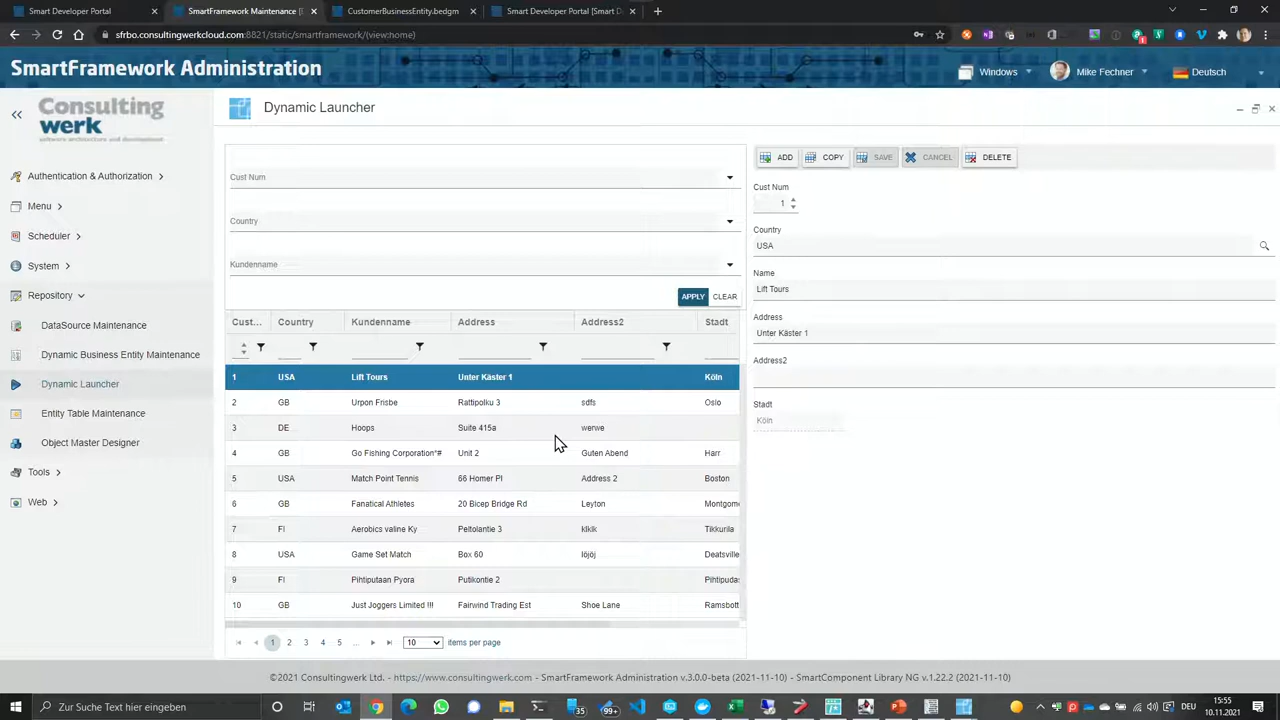 Smart Developer Portal
SmartFramework Maintenance [
CustomerBusinessEntity.bedgm
Smart Developer Portal [Smart D
sfrbo.consultingwerkcloud.com:8821/static/smartframework/(view:home)
SmartFramework Administration
Windows
Mike Fechner
Deutsch
Consulting
werk
software architecture and development
Dynamic Launcher
Authentication & Authorization
Menu
Scheduler
System
Repository
DataSource Maintenance
Dynamic Business Entity Maintenance
Dynamic Launcher
Entity Table Maintenance
Object Master Designer
Tools
Web
Cust Num
Country
Kundenname
APPLY CLEAR
Cust... Country Kundenname Address Address2 Stadt
1 USA Lift Tours Unter Käster 1 Köln
2 GB Urpon Frisbe Rattipolku 3 sdfs Oslo
3 DE Hoops Suite 415a werwe
4 GB Go Fishing Corporation*# Unit 2 Guten Abend Harr
5 USA Match Point Tennis 66 Homer Pl Address 2 Boston
6 GB Fanatical Athletes 20 Bicep Bridge Rd Leyton Montgom
7 FI Aerobics valine Ky Peltolantie 3 klklk Tikkurila
8 USA Game Set Match Box 60 löjöj Deatsville
9 FI Pihtiputaan Pyora Putikontie 2 Pihtipudas
10 GB Just Joggers Limited !!! Fairwind Trading Est Shoe Lane Ramsbott
1 2 3 4 5 ... 10 items per page
ADD COPY SAVE CANCEL DELETE
Cust Num
1
Country
USA
Name
Lift Tours
Address
Unter Käster 1
Address2
Stadt
Köln
©2021 Consultingwerk Ltd. - https://www.consultingwerk.com - SmartFramework Administration v.3.0.0-beta (2021-11-10) - SmartComponent Library NG v.1.22.2 (2021-11-10)
Zur Suche Text hier eingeben
35
99+
DEU
15:55
10.11.2021